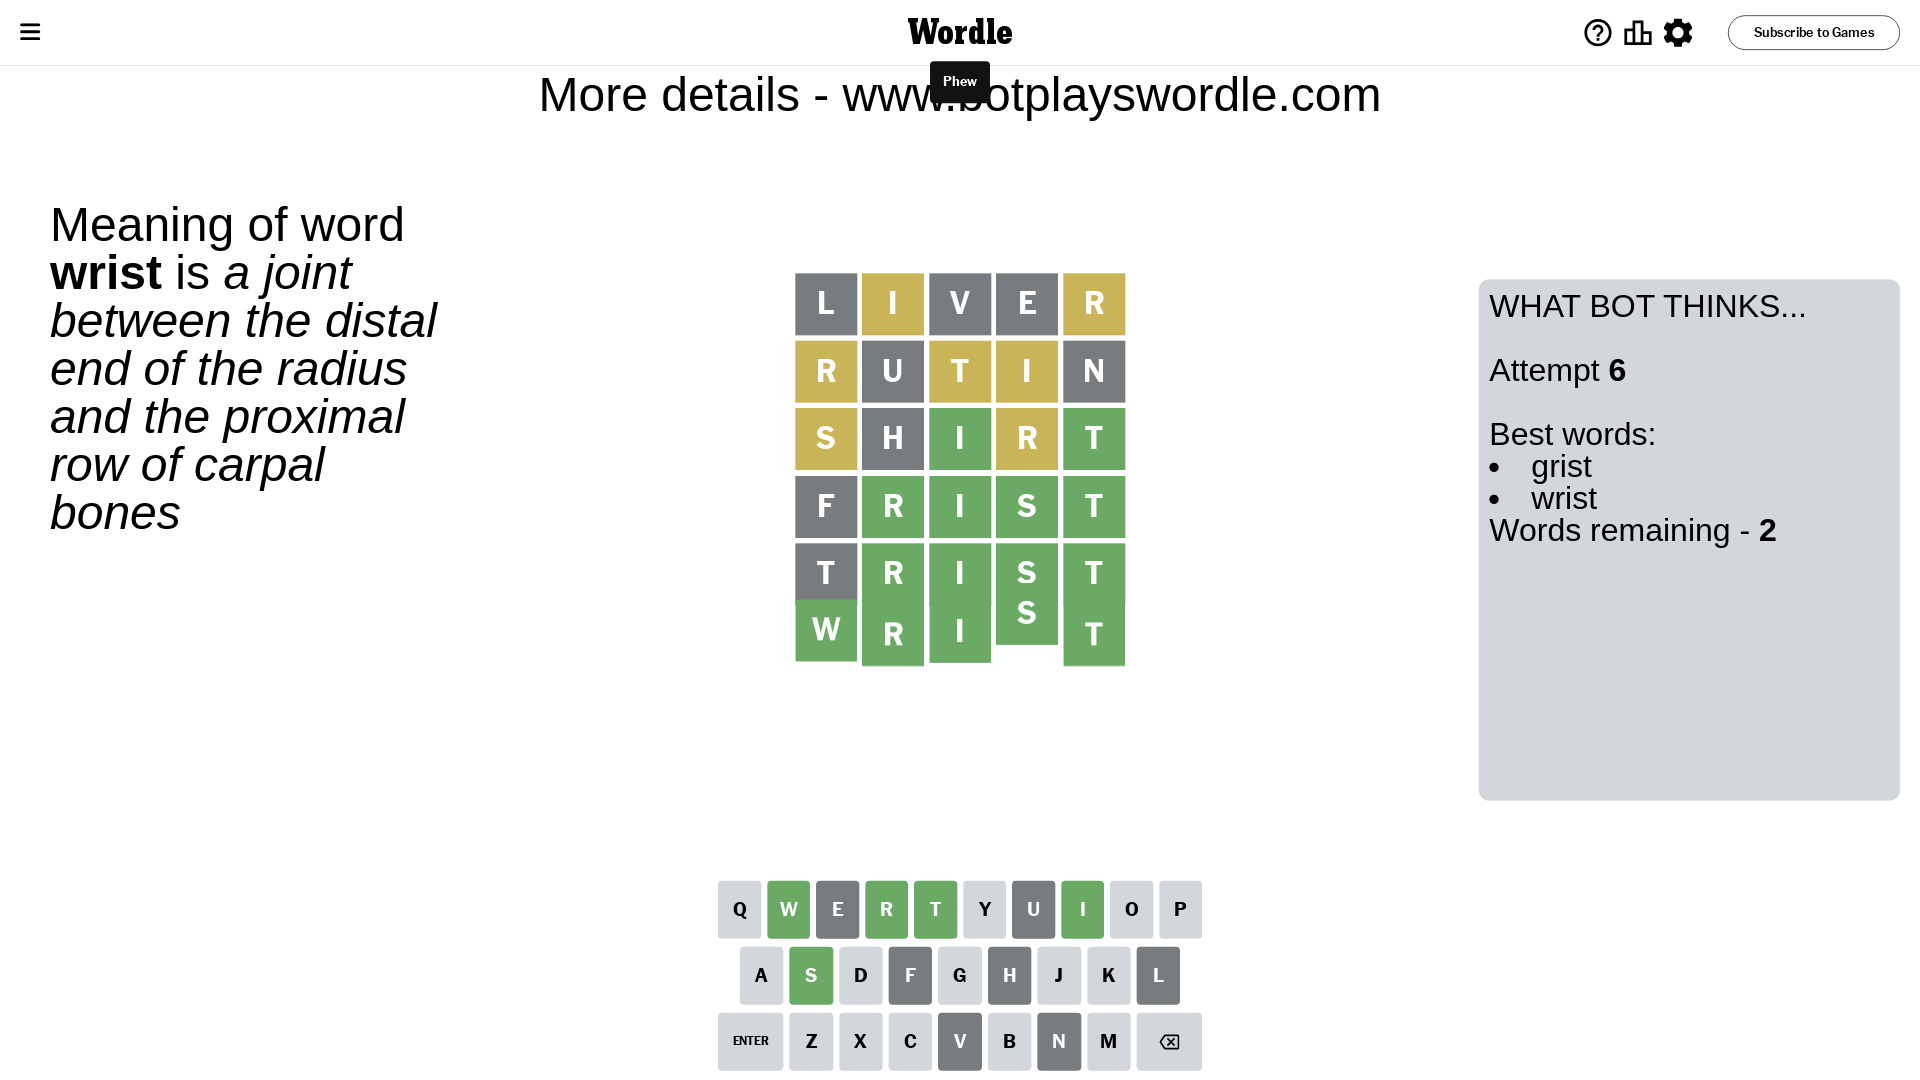 Wordle
Subscribe to Games
Phew
More details - www.botplayswordle.com
Meaning of word
wrist is a joint
between the distal
end of the radius
and the proximal
row of carpal
bones
L I V E R
R U T I N
S H I R T
F R I S T
T R I S T
W R I S T
WHAT BOT THINKS...
Attempt 6
Best words:
• grist
• wrist
Words remaining - 2
Q W E R T Y U I O P
A S D F G H J K L
ENTER Z X C V B N M